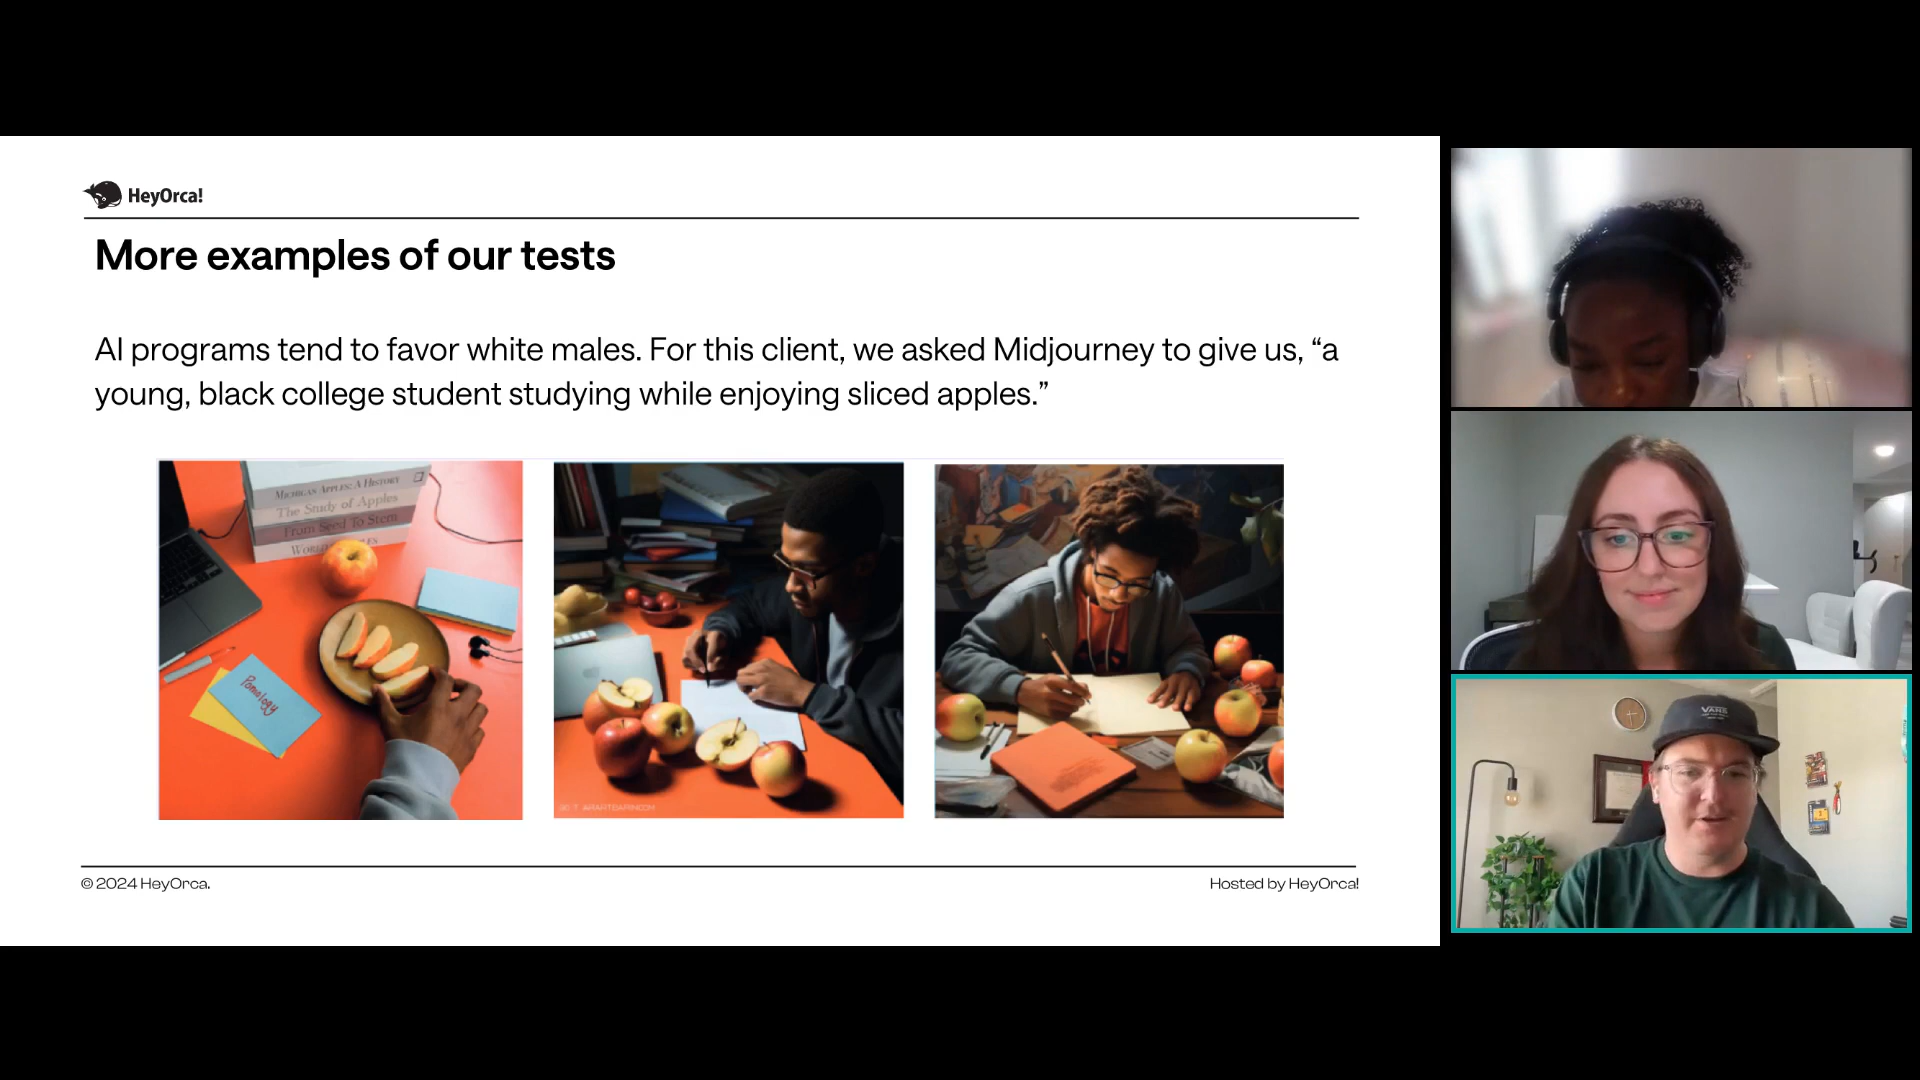 HeyOrca!
More examples of our tests
AI programs tend to favor white males. For this client, we asked Midjourney to give us, “a
young, black college student studying while enjoying sliced apples.”
MICHIGAN APPLES: A HISTORY
The Study of Apples
From Seed To Stem
Pomology
VANS
© 2024 HeyOrca.
Hosted by HeyOrca!